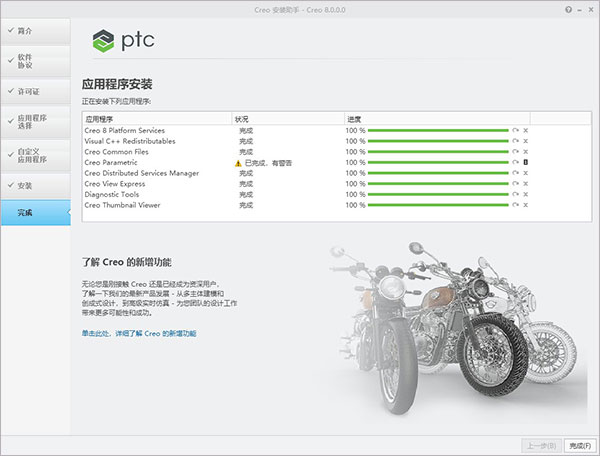 Creo 安装助手 - Creo 8.0.0.0
简介
软件
协议
许可证
应用程序
选择
自定义
应用程序
安装
完成
ptc
应用程序安装
正在安装下列应用程序:
应用程序 状况 进度
Creo 8 Platform Services 完成 100 %
Visual C++ Redistributables 完成 100 %
Creo Common Files 完成 100 %
Creo Parametric 已完成，有警告 100 %
Creo Distributed Services Manager 完成 100 %
Creo View Express 完成 100 %
Diagnostic Tools 完成 100 %
Creo Thumbnail Viewer 完成 100 %
了解 Creo 的新增功能
无论您是刚接触 Creo 还是已经成为资深用户，
了解一下我们的最新产品发展 - 从多主体建模和
创成式设计，到高级实时仿真 - 为您团队的设计工作
带来更多可能性和成功。
单击此处，详细了解 Creo 的新增功能
上一步(B) 完成(F)